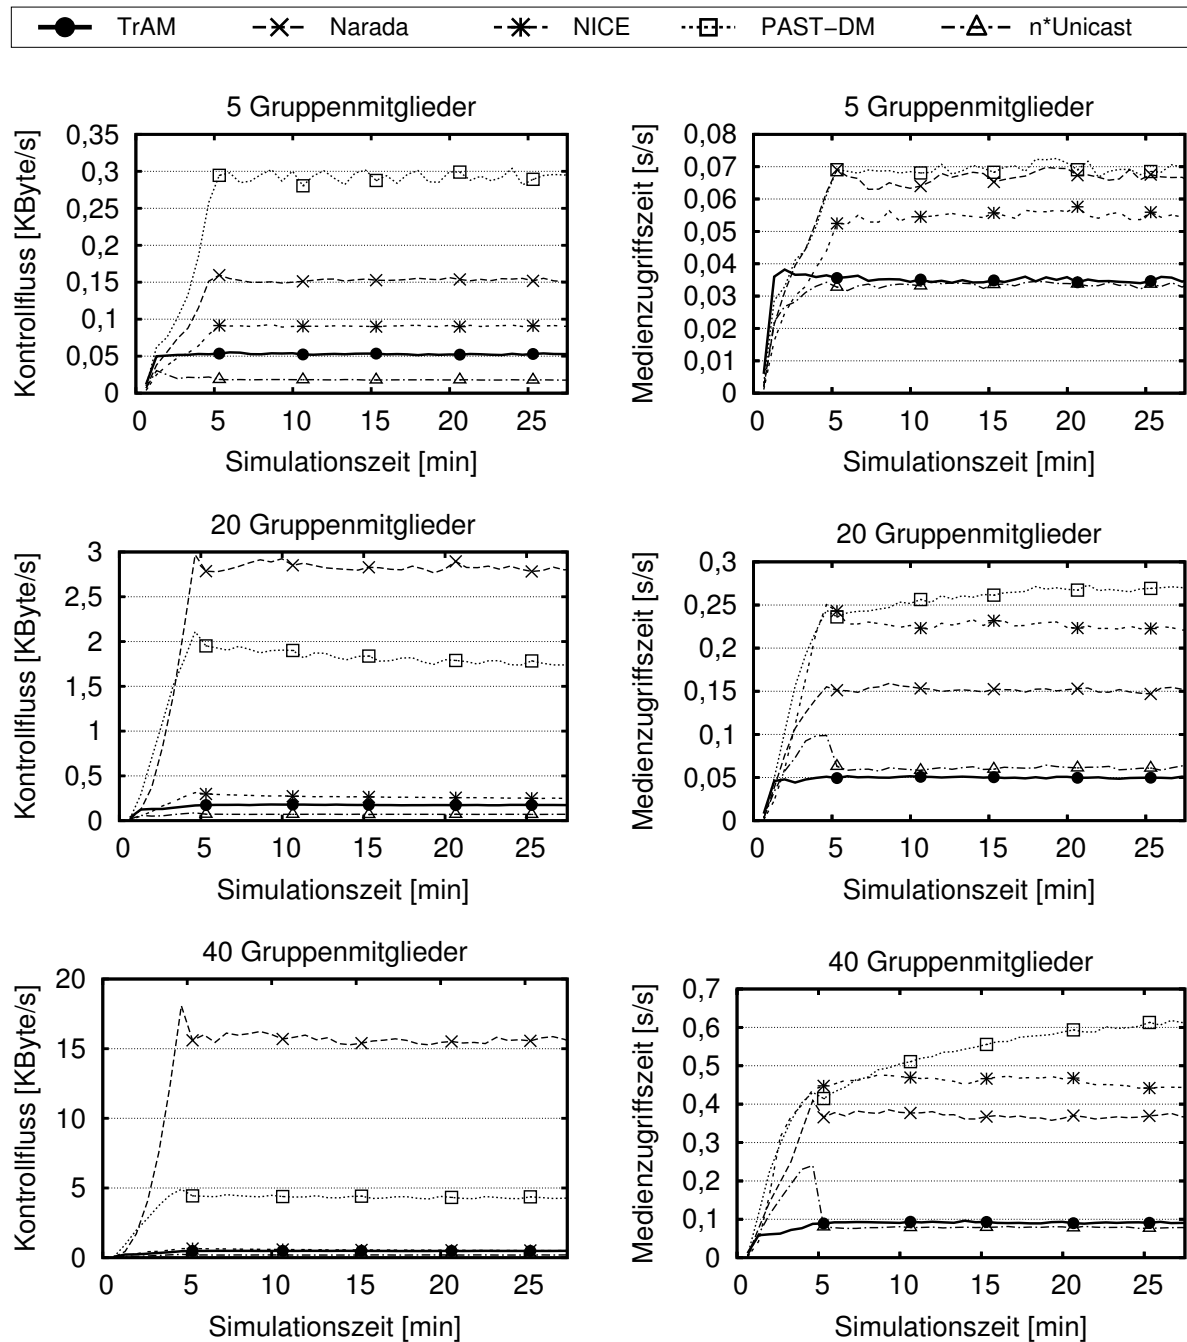 TrAM Narada NICE PAST-DM n*Unicast
5 Gruppenmitglieder
Kontrollfluss [KByte/s]
0,35
0,3
0,25
0,2
0,15
0,1
0,05
0
0 5 10 15 20 25
Simulationszeit [min]
5 Gruppenmitglieder
Medienzugriffszeit [s/s]
0,08
0,07
0,06
0,05
0,04
0,03
0,02
0,01
0
0 5 10 15 20 25
Simulationszeit [min]
20 Gruppenmitglieder
Kontrollfluss [KByte/s]
3
2,5
2
1,5
1
0,5
0
0 5 10 15 20 25
Simulationszeit [min]
20 Gruppenmitglieder
Medienzugriffszeit [s/s]
0,3
0,25
0,2
0,15
0,1
0,05
0
0 5 10 15 20 25
Simulationszeit [min]
40 Gruppenmitglieder
Kontrollfluss [KByte/s]
20
15
10
5
0
0 5 10 15 20 25
Simulationszeit [min]
40 Gruppenmitglieder
Medienzugriffszeit [s/s]
0,7
0,6
0,5
0,4
0,3
0,2
0,1
0
0 5 10 15 20 25
Simulationszeit [min]